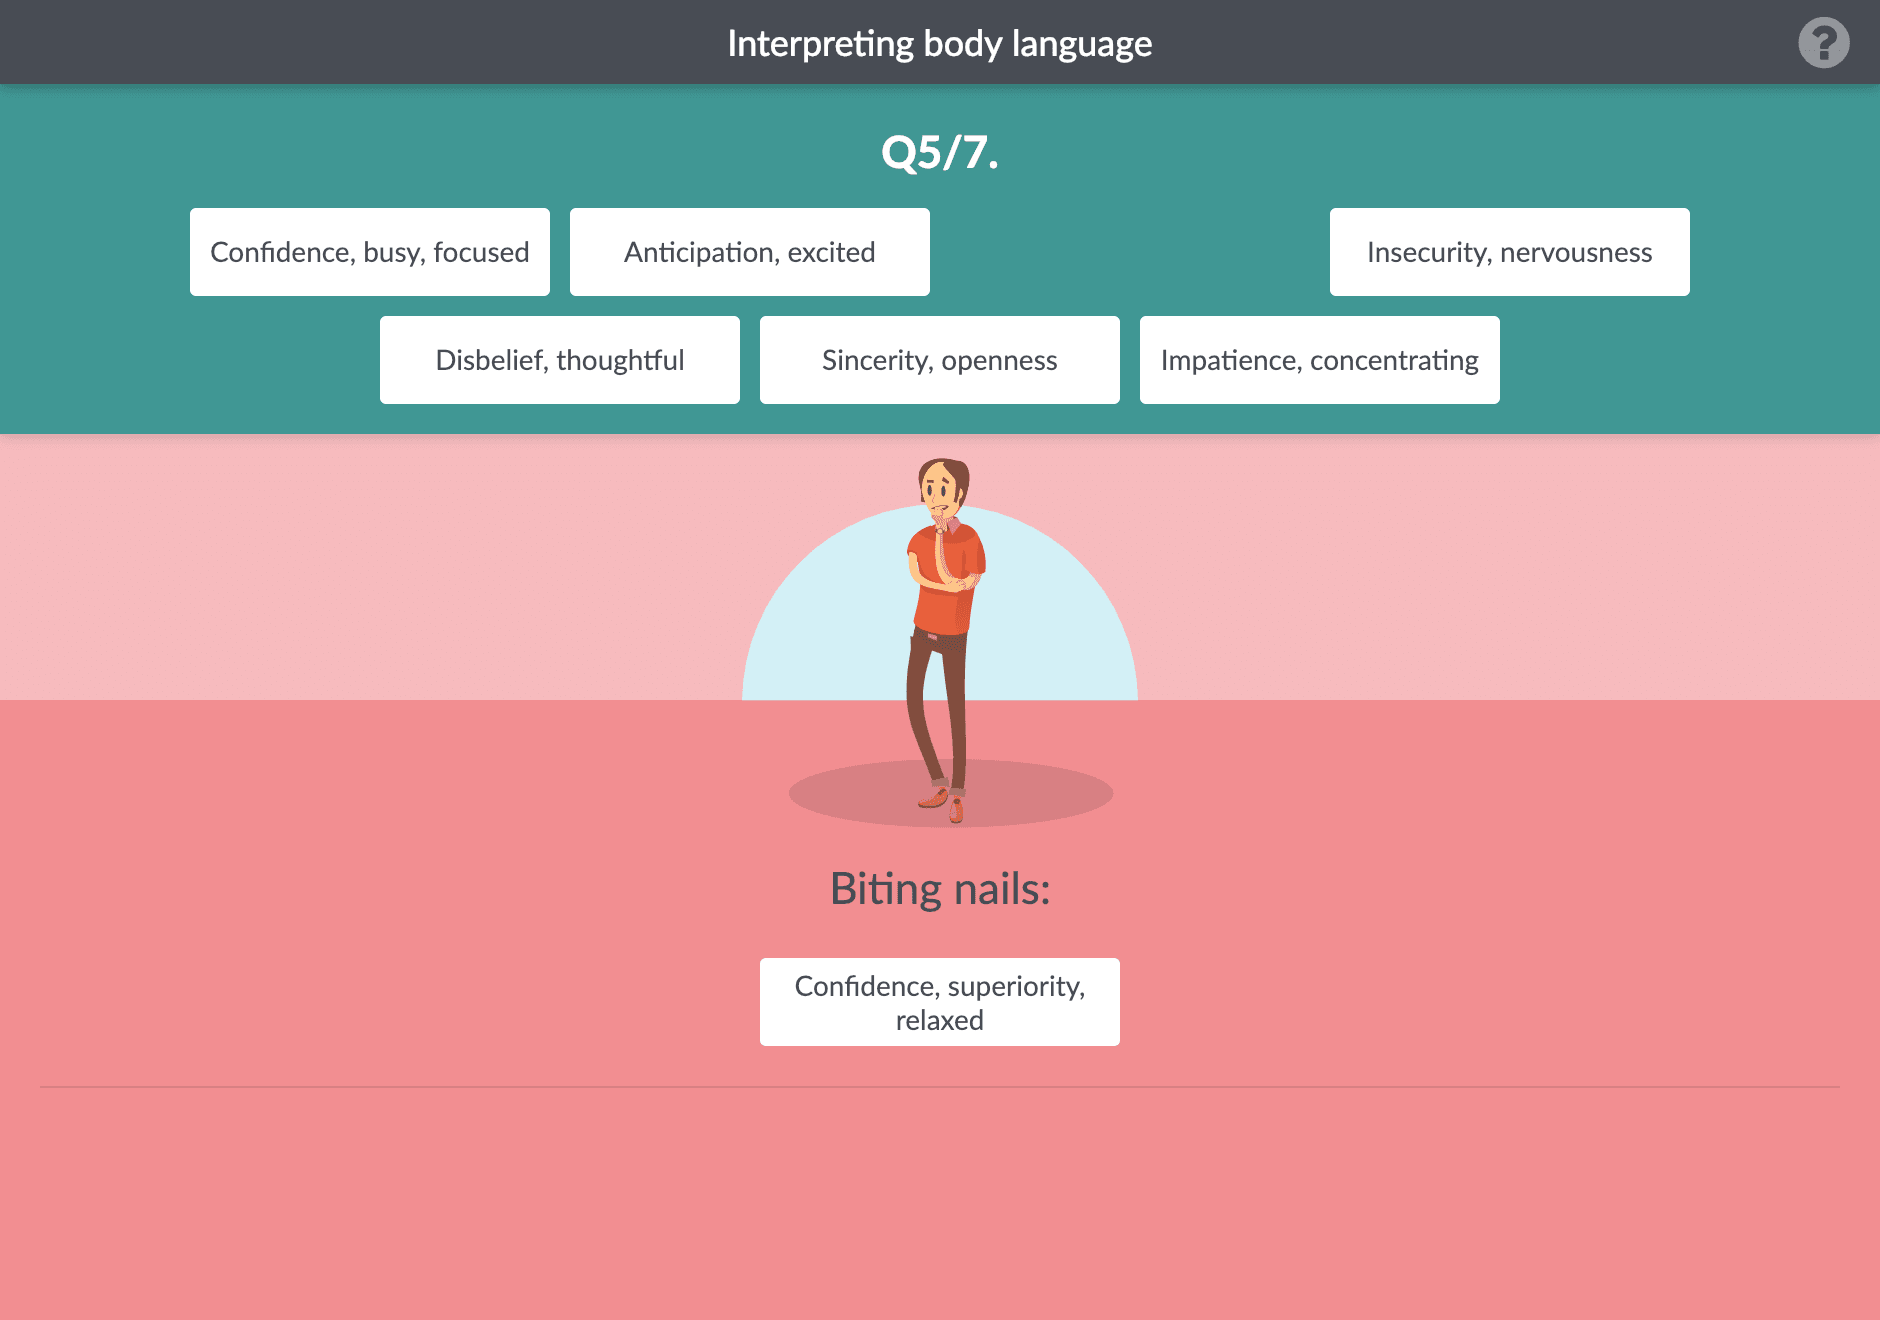 Interpreting body language
?
Q5/7.
Confidence, busy, focused
Anticipation, excited
Insecurity, nervousness
Disbelief, thoughtful
Sincerity, openness
Impatience, concentrating
Biting nails:
Confidence, superiority,
relaxed